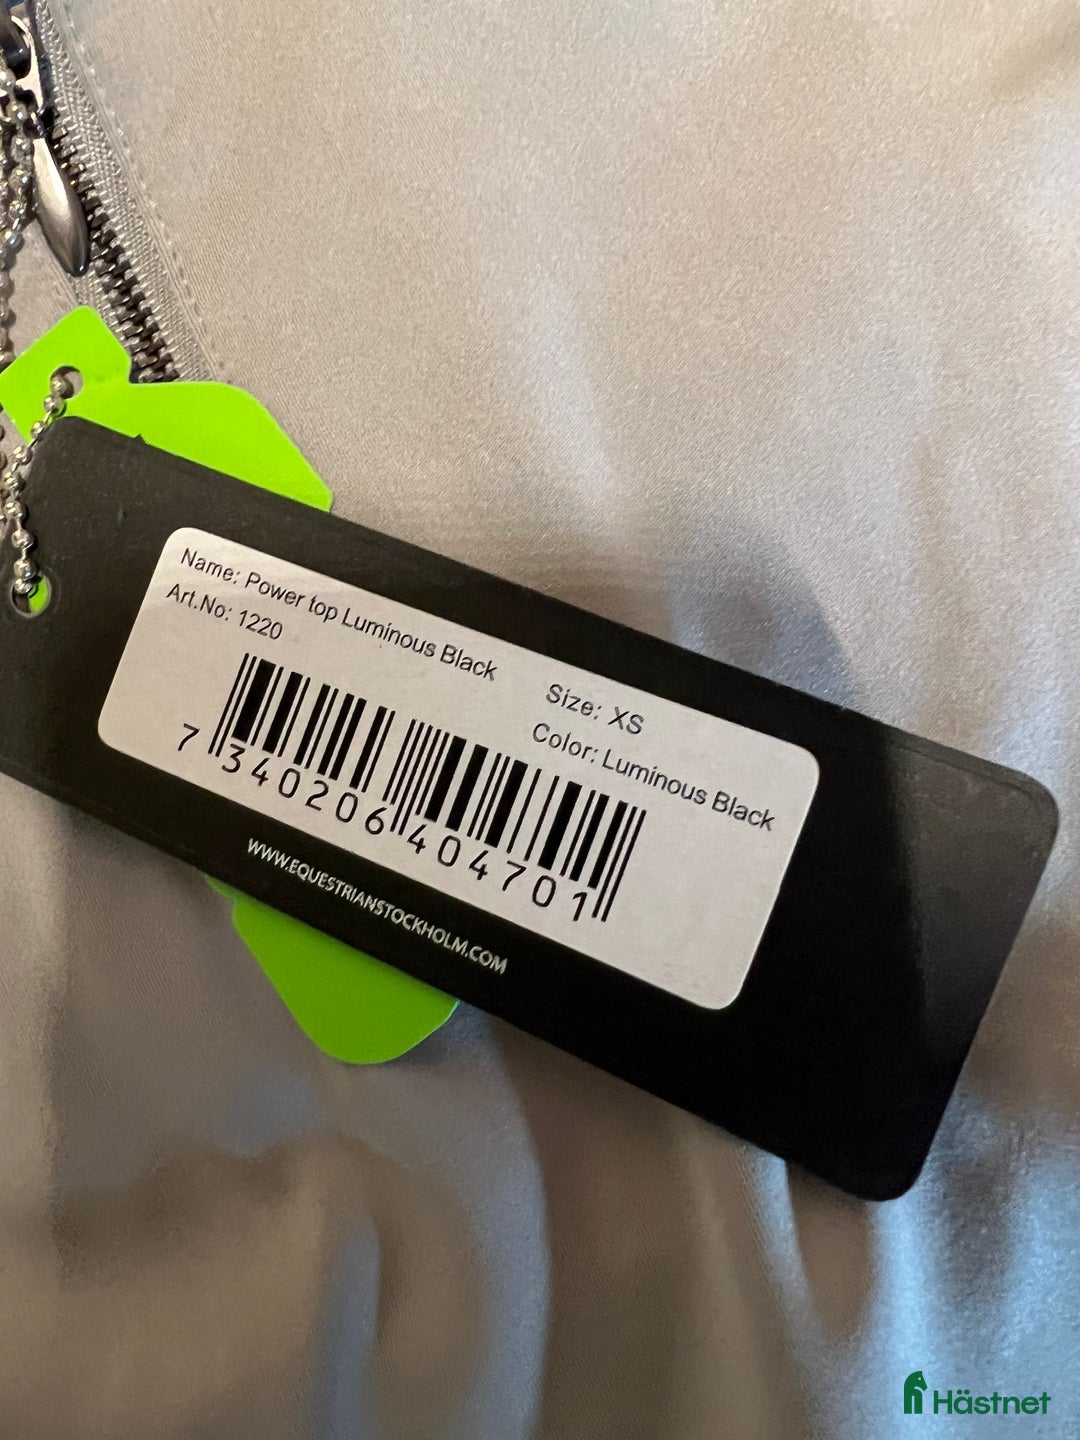 Name: Power top Luminous Black
Art.No: 1220
Size: XS
Color: Luminous Black
7 340206 404701
WWW.EQUESTRIANSTOCKHOLM.COM
Hästnet